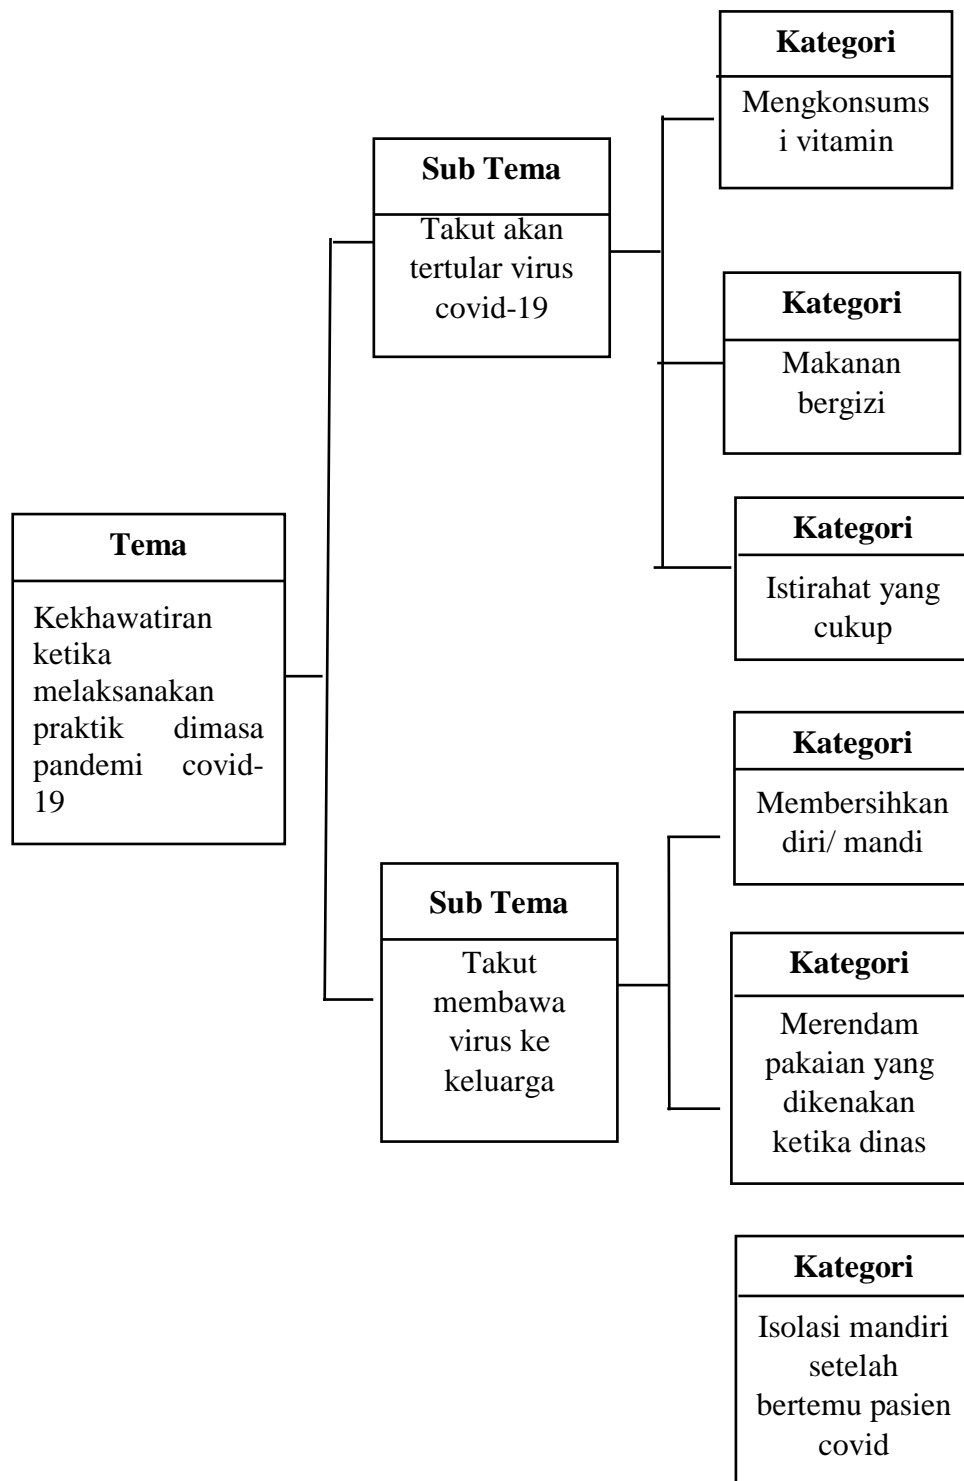 Kategori
Mengkonsums
i vitamin
Sub Tema
Takut akan
tertular virus
covid-19
Kategori
Makanan
bergizi
Kategori
Istirahat yang
cukup
Tema
Kekhawatiran
ketika
melaksanakan
praktik dimasa
pandemi covid-
19
Kategori
Membersihkan
diri/ mandi
Sub Tema
Takut
membawa
virus ke
keluarga
Kategori
Merendam
pakaian yang
dikenakan
ketika dinas
Kategori
Isolasi mandiri
setelah
bertemu pasien
covid